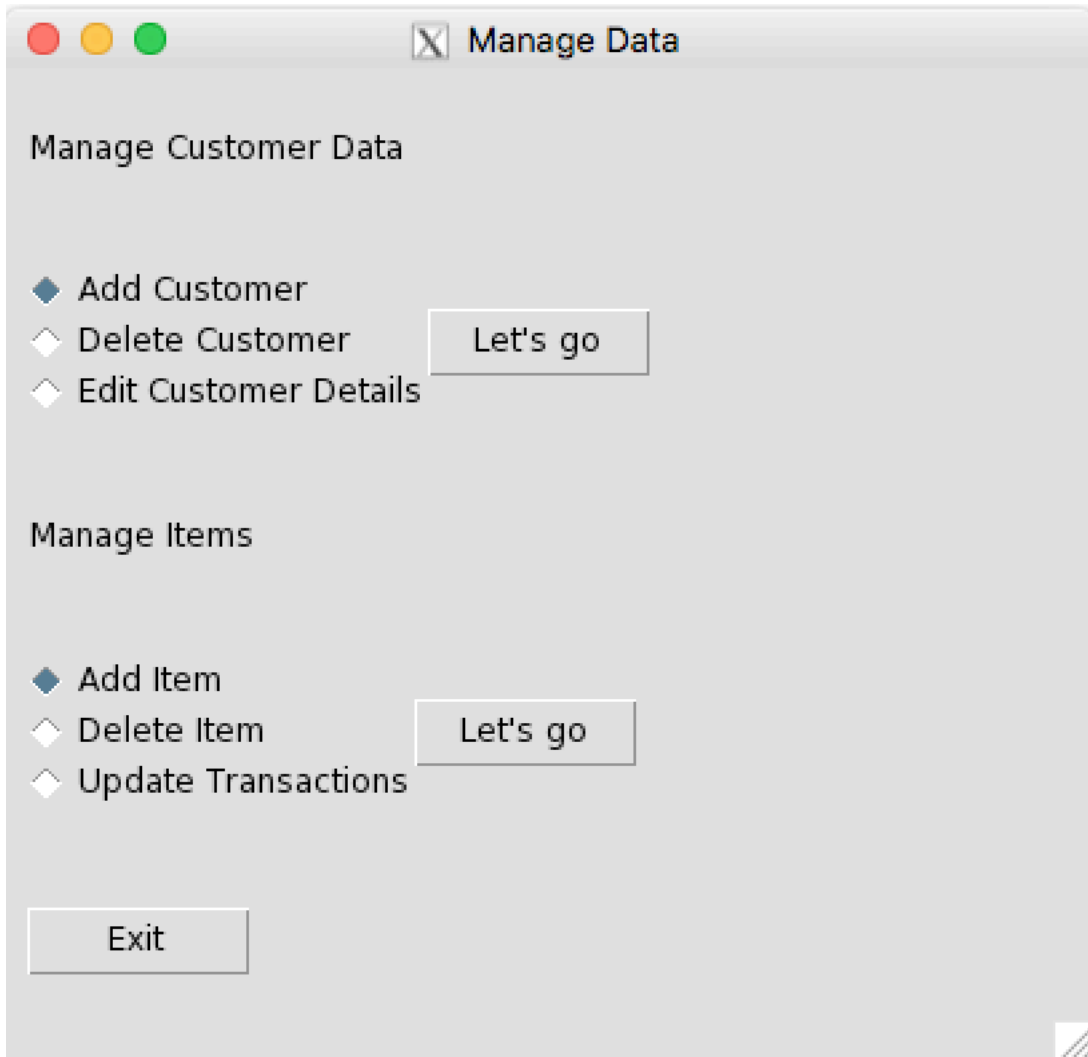 Manage Data
Manage Customer Data
Add Customer
Delete Customer
Let's go
Edit Customer Details
Manage Items
Add Item
Delete Item
Let's go
Update Transactions
Exit